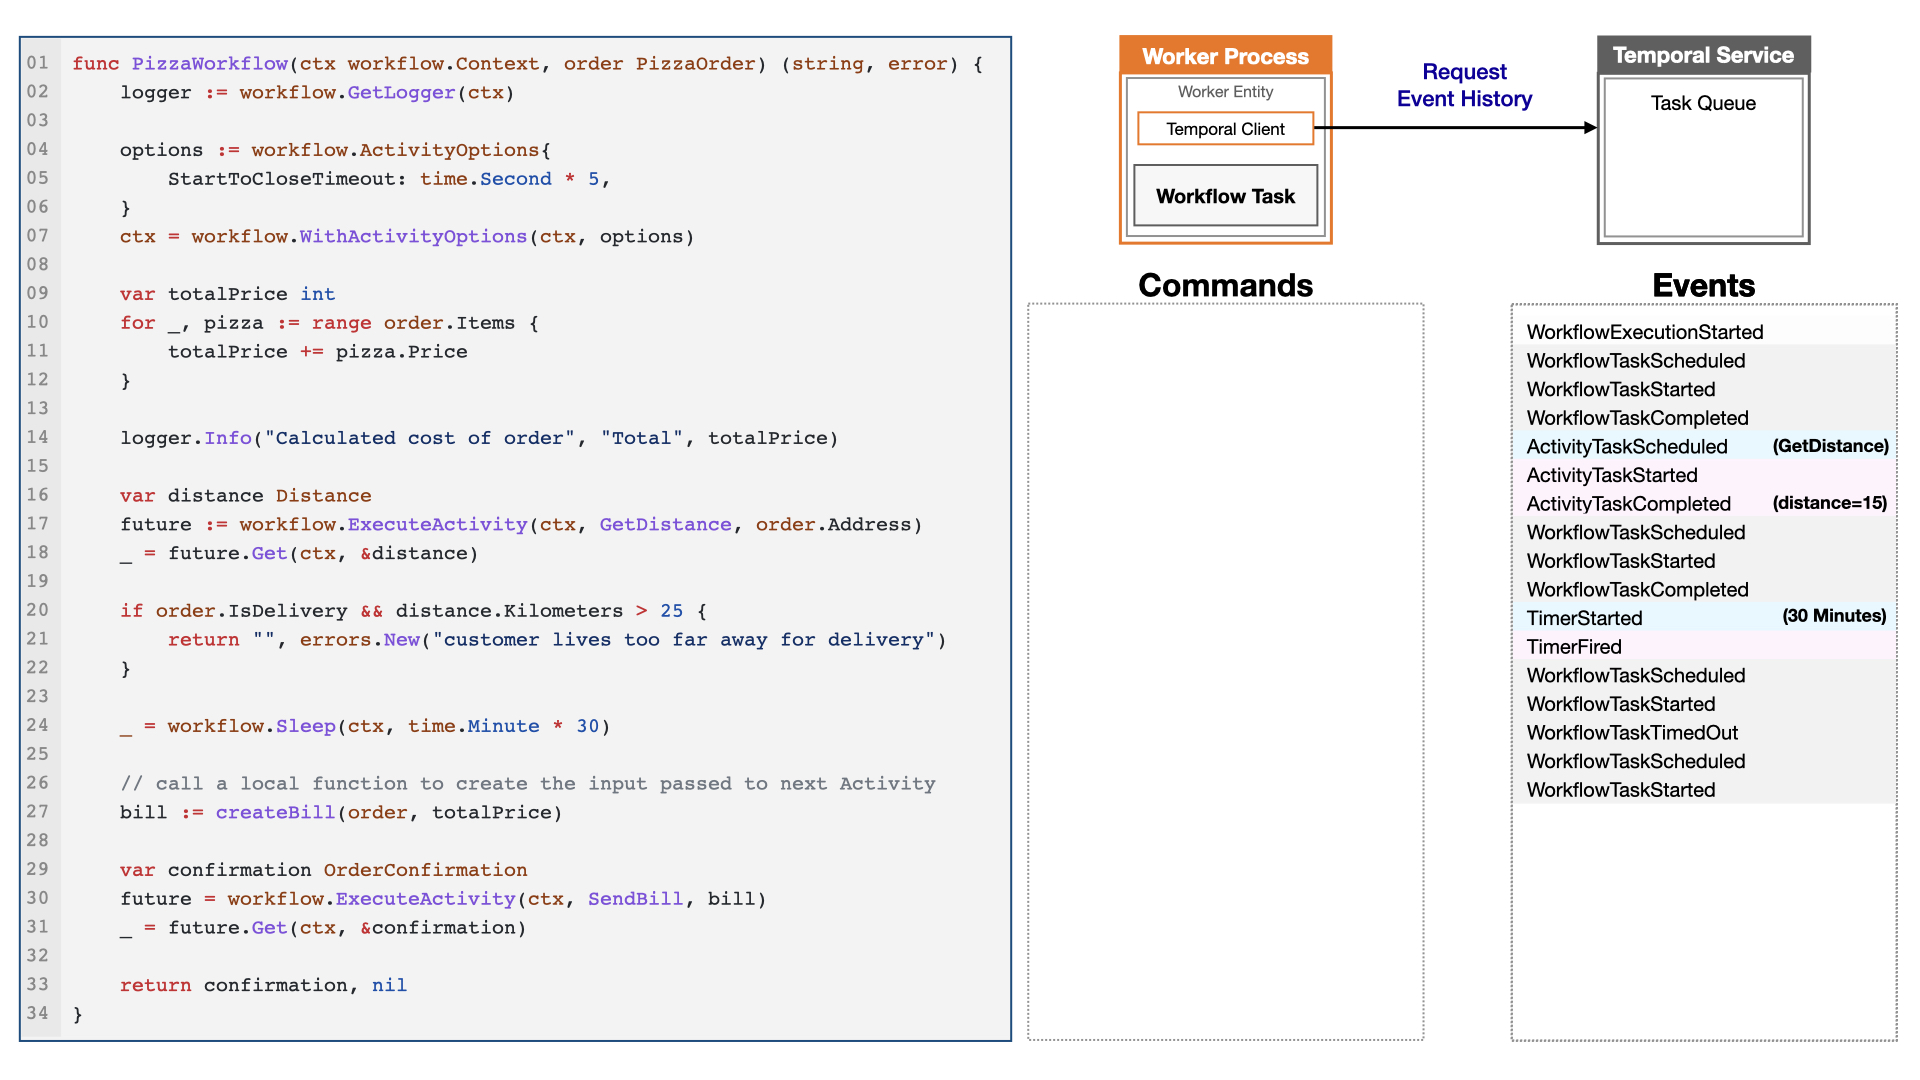 01 func PizzaWorkflow(ctx workflow.Context, order PizzaOrder) (string, error) {
02     logger := workflow.GetLogger(ctx)
03
04     options := workflow.ActivityOptions{
05         StartToCloseTimeout: time.Second * 5,
06     }
07     ctx = workflow.WithActivityOptions(ctx, options)
08
09     var totalPrice int
10     for _, pizza := range order.Items {
11         totalPrice += pizza.Price
12     }
13
14     logger.Info("Calculated cost of order", "Total", totalPrice)
15
16     var distance Distance
17     future := workflow.ExecuteActivity(ctx, GetDistance, order.Address)
18     _ = future.Get(ctx, &distance)
19
20     if order.IsDelivery && distance.Kilometers > 25 {
21         return "", errors.New("customer lives too far away for delivery")
22     }
23
24     _ = workflow.Sleep(ctx, time.Minute * 30)
25
26     // call a local function to create the input passed to next Activity
27     bill := createBill(order, totalPrice)
28
29     var confirmation OrderConfirmation
30     future = workflow.ExecuteActivity(ctx, SendBill, bill)
31     _ = future.Get(ctx, &confirmation)
32
33     return confirmation, nil
34 }
Worker Process
Worker Entity
Temporal Client
Workflow Task
Request
Event History
Temporal Service
Task Queue
Commands
Events
WorkflowExecutionStarted
WorkflowTaskScheduled
WorkflowTaskStarted
WorkflowTaskCompleted
ActivityTaskScheduled (GetDistance)
ActivityTaskStarted
ActivityTaskCompleted (distance=15)
WorkflowTaskScheduled
WorkflowTaskStarted
WorkflowTaskCompleted
TimerStarted (30 Minutes)
TimerFired
WorkflowTaskScheduled
WorkflowTaskStarted
WorkflowTaskTimedOut
WorkflowTaskScheduled
WorkflowTaskStarted